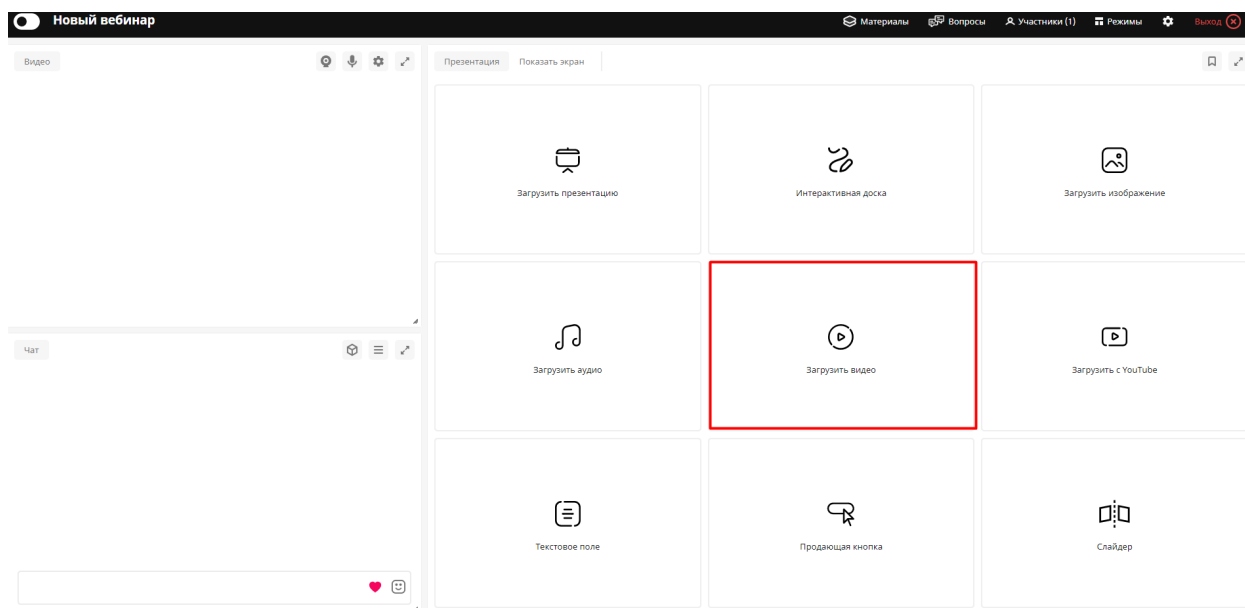 Новый вебинар
Материалы
Вопросы
Участники (1)
Режимы
Выход
Видео
Презентация
Показать экран
Загрузить презентацию
Интерактивная доска
Загрузить изображение
Загрузить аудио
Загрузить видео
Загрузить с YouTube
Чат
Текстовое поле
Продающая кнопка
Слайдер